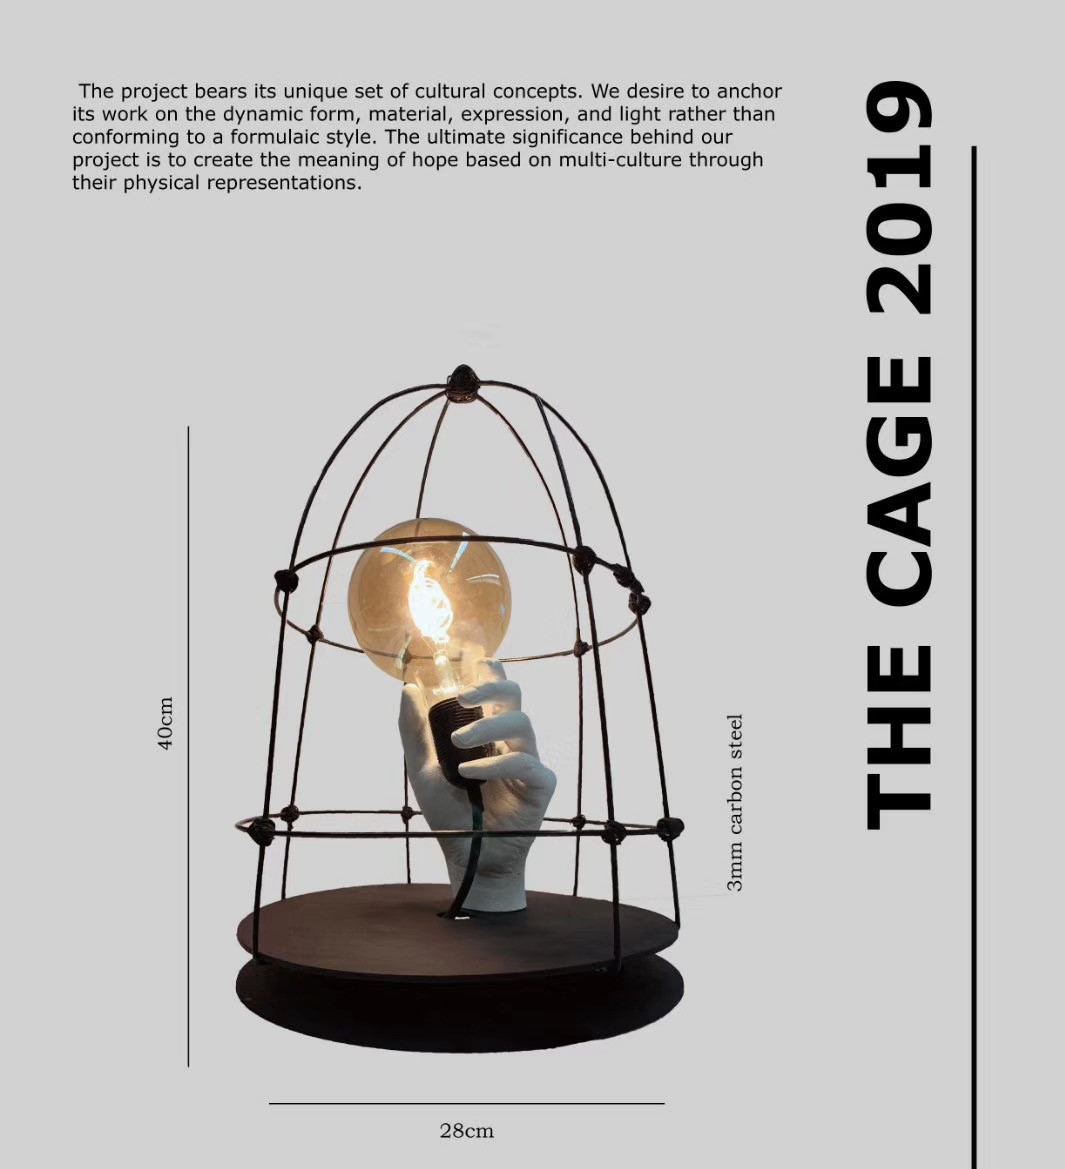 The project bears its unique set of cultural concepts. We desire to anchor
its work on the dynamic form, material, expression, and light rather than
conforming to a formulaic style. The ultimate significance behind our
project is to create the meaning of hope based on multi-culture through
their physical representations.
THE CAGE 2019
40cm
3mm carbon steel
28cm